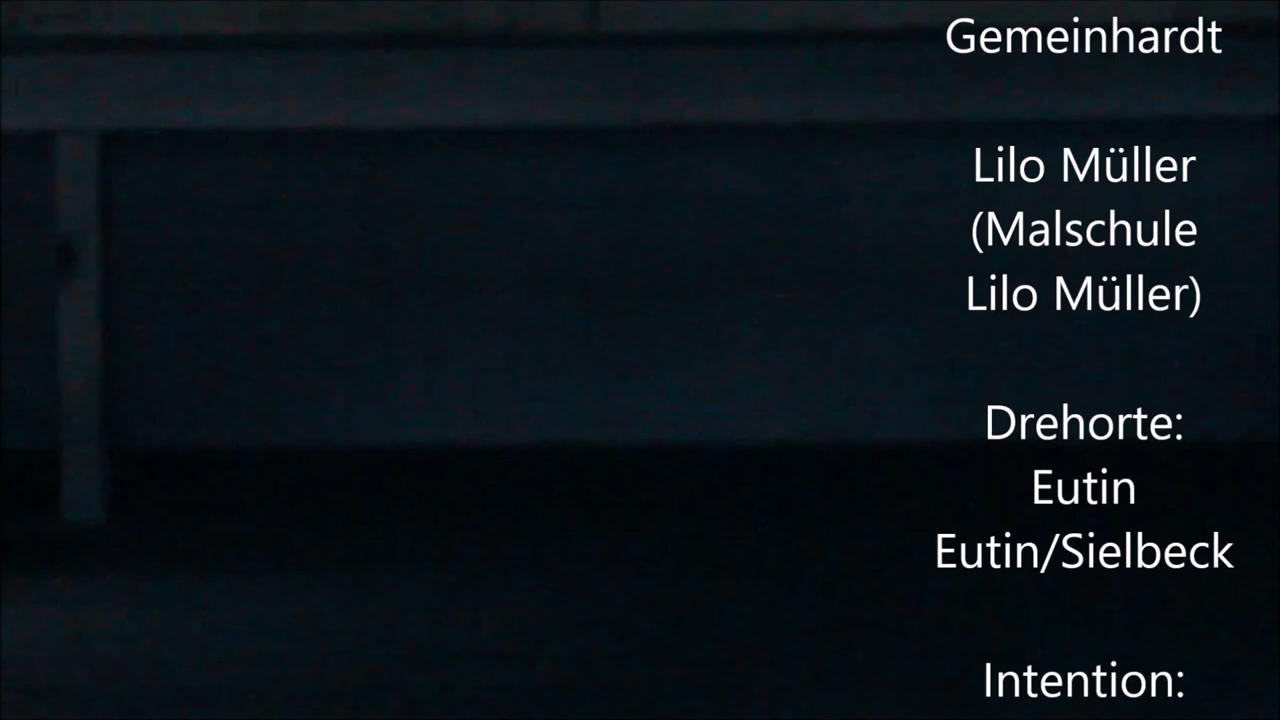 Gemeinhardt
Lilo Müller
(Malschule
Lilo Müller)
Drehorte:
Eutin
Eutin/Sielbeck
Intention: